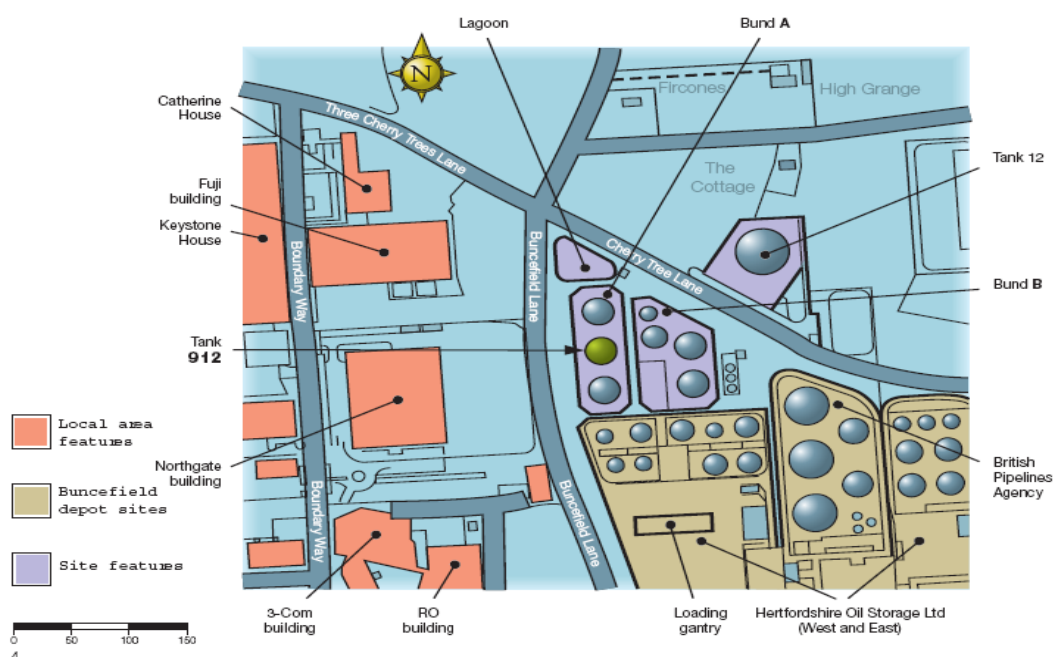 Lagoon
Bund A
N
Catherine
House
Three Cherry Trees Lane
Fircones
High Grange
Fuji
building
The
Cottage
Tank 12
Keystone
House
Boundary Way
Buncefield Lane
Cherry Tree Lane
Bund B
Tank
912
Local area
features
Northgate
building
British
Pipelines
Agency
Buncefield
depot sites
Boundary Way
Buncefield Lane
Site features
3-Com
building
RO
building
Loading
gantry
Hertfordshire Oil Storage Ltd
(West and East)
0 50 100 150
4